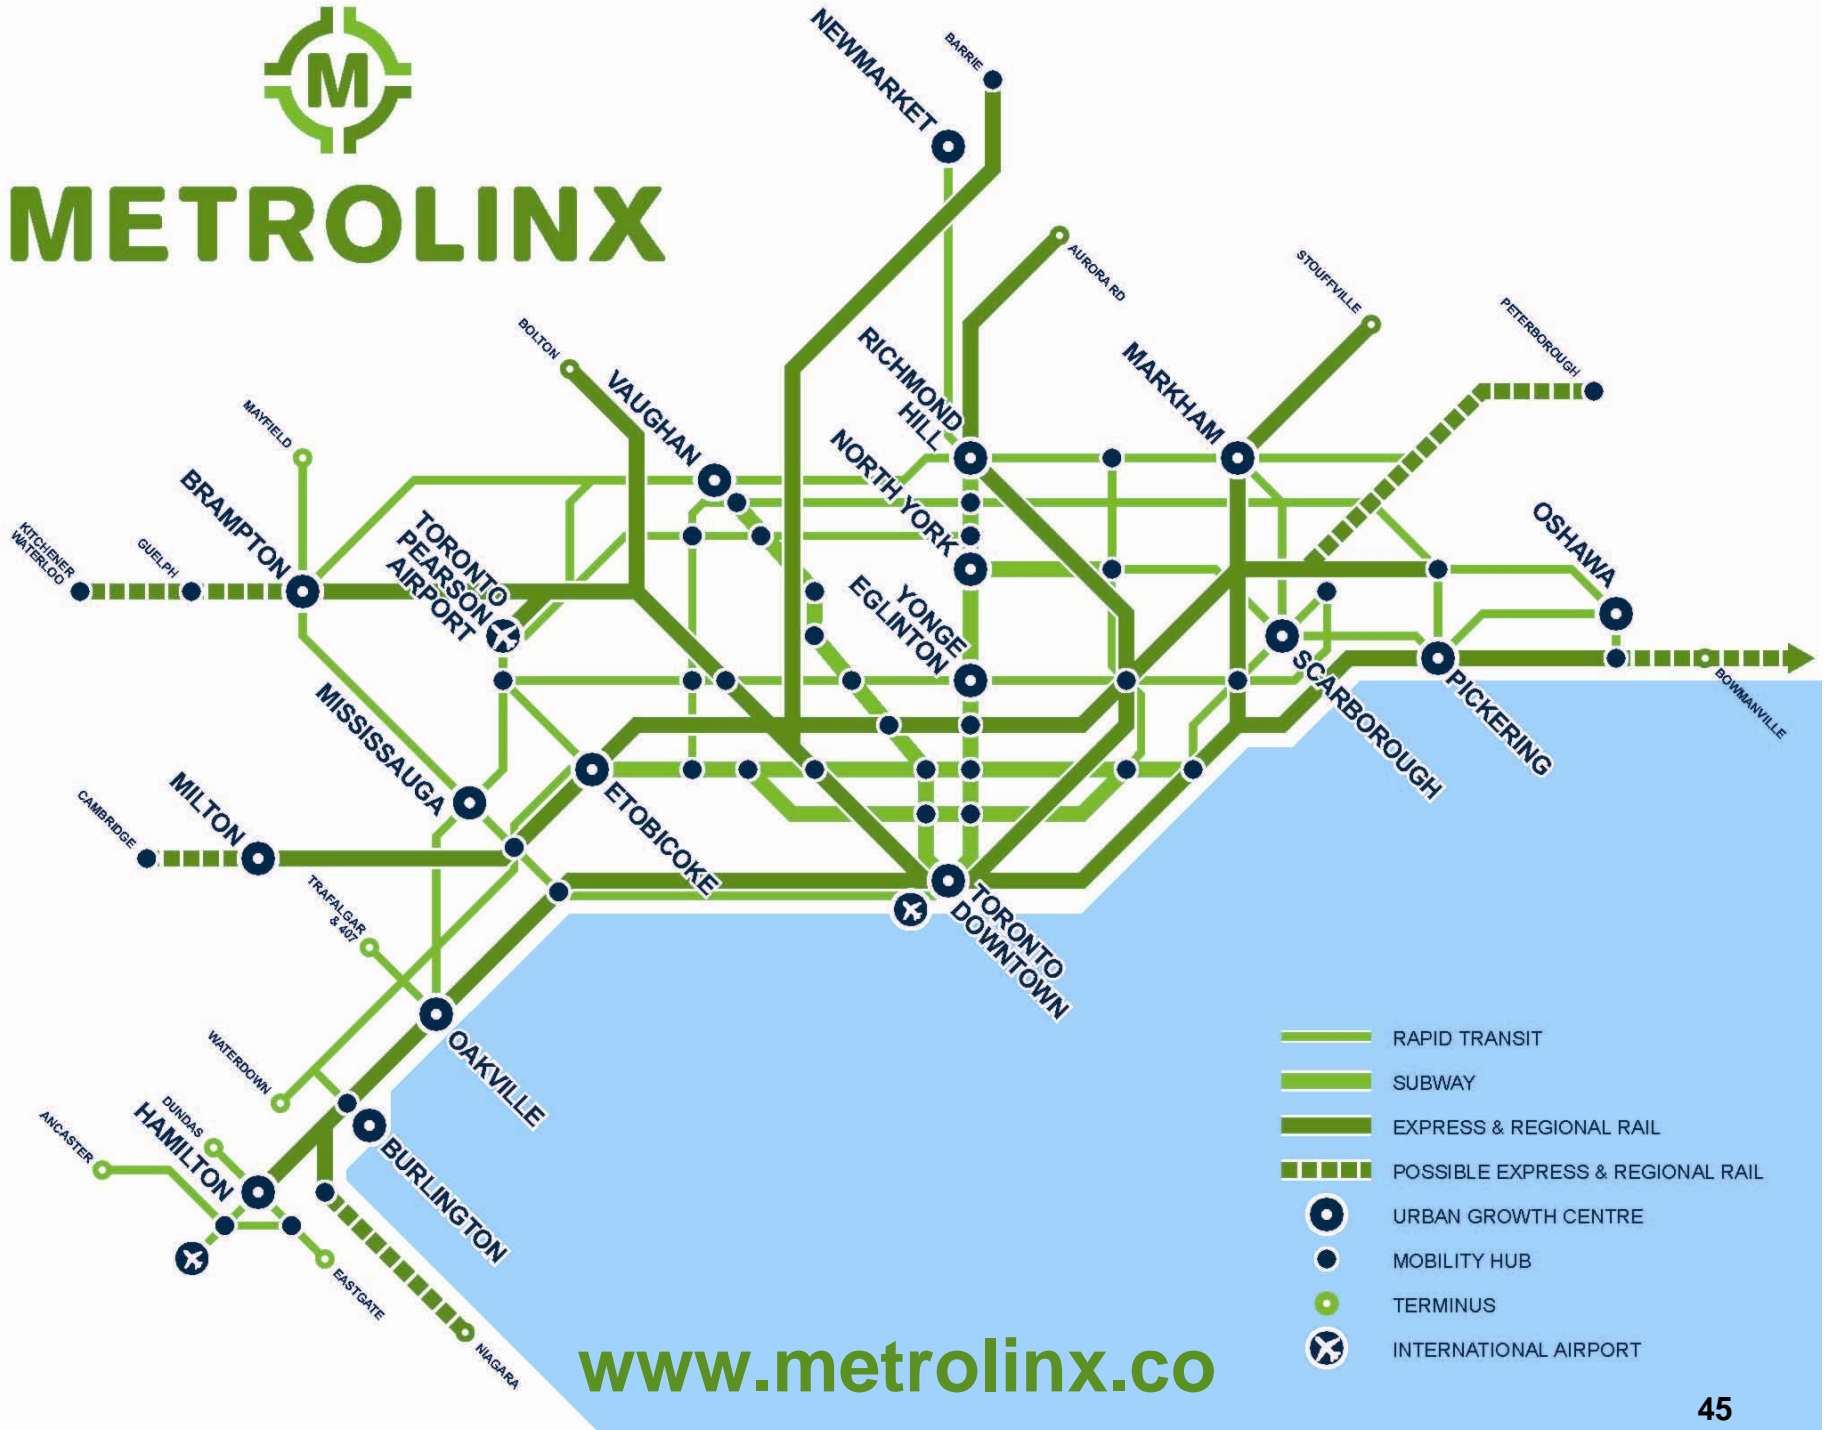 M
METROLINX
NEWMARKET
BARRIE
AURORA RD
STOUFFVILLE
PETERBOROUGH
BOLTON
VAUGHAN
RICHMOND
HILL
MARKHAM
MAYFIELD
BRAMPTON
NORTH YORK
OSHAWA
KITCHENER
WATERLOO
GUELPH
TORONTO
PEARSON
AIRPORT
YONGE
EGLINTON
MISSISSAUGA
SCARBOROUGH
PICKERING
BOWMANVILLE
CAMBRIDGE
MILTON
ETOBICOKE
TRAFALGAR
& 407
TORONTO
DOWNTOWN
OAKVILLE
WATERDOWN
DUNDAS
ANCASTER
HAMILTON
BURLINGTON
EASTGATE
NIAGARA
RAPID TRANSIT
SUBWAY
EXPRESS & REGIONAL RAIL
POSSIBLE EXPRESS & REGIONAL RAIL
URBAN GROWTH CENTRE
MOBILITY HUB
TERMINUS
INTERNATIONAL AIRPORT
www.metrolinx.co
45